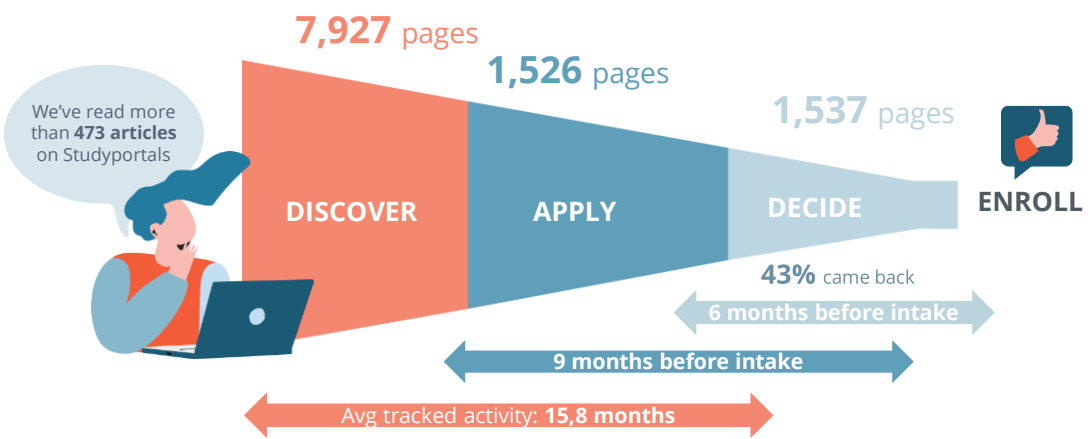 7,927 pages
1,526 pages
1,537 pages
We've read more
than 473 articles
on Studyportals
DISCOVER
APPLY
DECIDE
ENROLL
43% came back
6 months before intake
9 months before intake
Avg tracked activity: 15,8 months